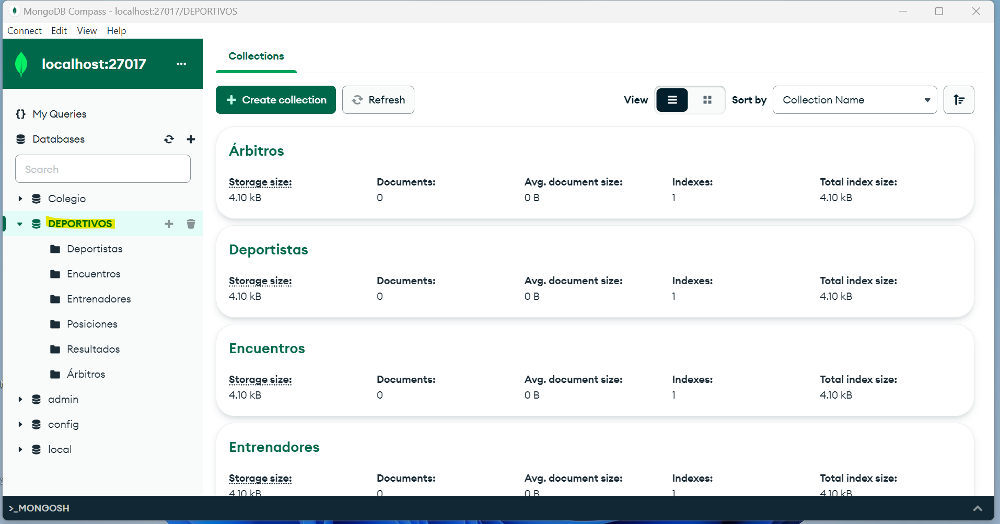 MongoDB Compass - localhost:27017/DEPORTIVOS
Connect Edit View Help
localhost:27017 ...
My Queries
Databases
Search
Colegio
DEPORTIVOS
Deportistas
Encuentros
Entrenadores
Posiciones
Resultados
Árbitros
admin
config
local
Collections
Create collection Refresh View Sort by Collection Name
Árbitros
Storage size: Documents: Avg. document size: Indexes: Total index size:
4.10 kB 0 0 B 1 4.10 kB
Deportistas
Storage size: Documents: Avg. document size: Indexes: Total index size:
4.10 kB 0 0 B 1 4.10 kB
Encuentros
Storage size: Documents: Avg. document size: Indexes: Total index size:
4.10 kB 0 0 B 1 4.10 kB
Entrenadores
Storage size: Documents: Avg. document size: Indexes: Total index size:
4.10 kB 0 0 B 1 4.10 kB
>_MONGOSH